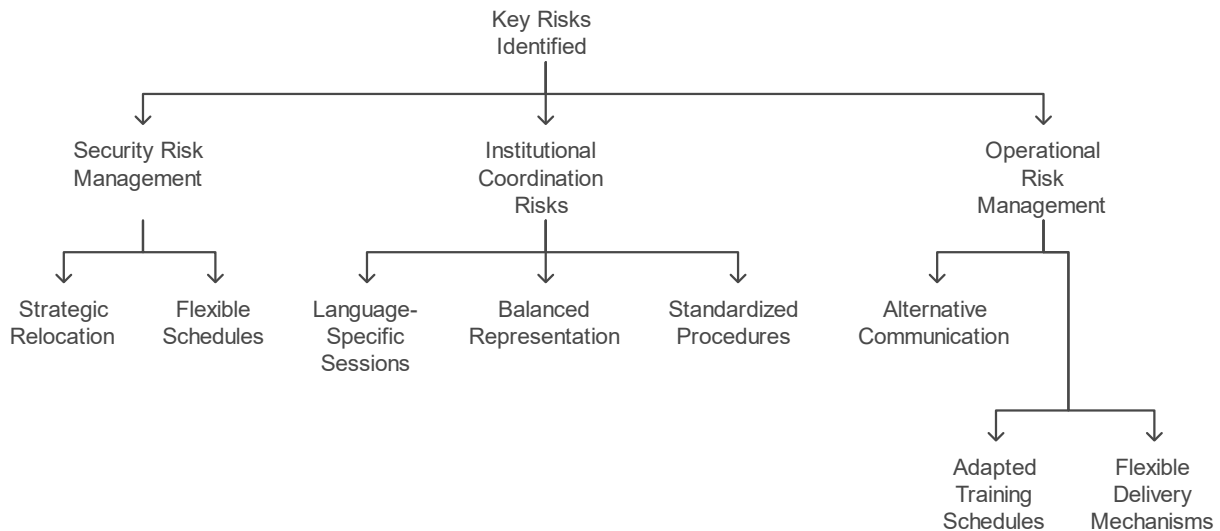 Key Risks
Identified
Security Risk
Management
Institutional
Coordination
Risks
Operational
Risk
Management
Strategic
Relocation
Flexible
Schedules
Language-
Specific
Sessions
Balanced
Representation
Standardized
Procedures
Alternative
Communication
Adapted
Training
Schedules
Flexible
Delivery
Mechanisms